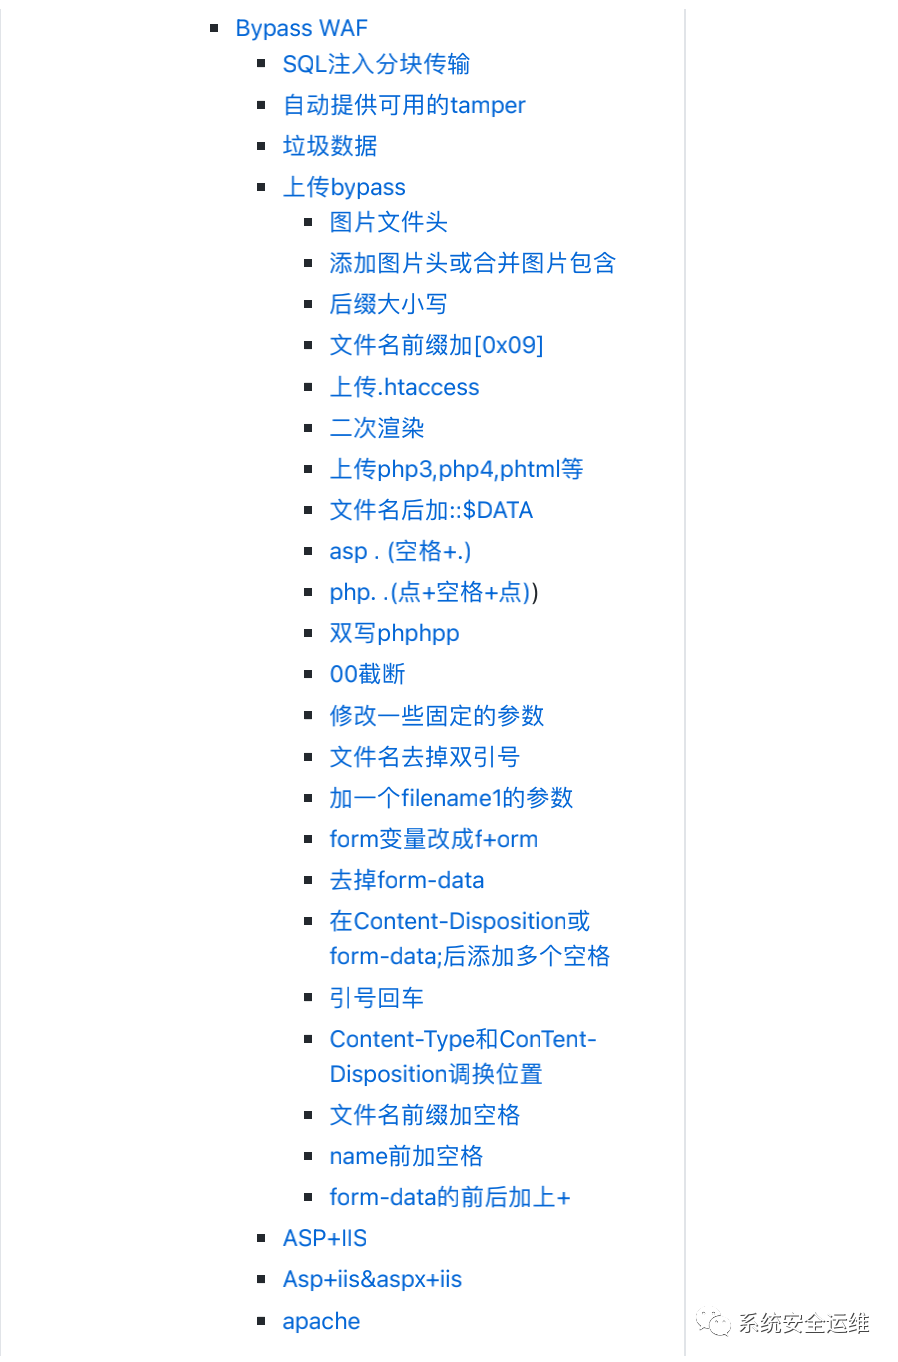 Bypass WAF
SQL注入分块传输
自动提供可用的tamper
垃圾数据
上传bypass
图片文件头
添加图片头或合并图片包含
后缀大小写
文件名前缀加[0x09]
上传.htaccess
二次渲染
上传php3,php4,phtml等
文件名后加::$DATA
asp . (空格+.)
php. .(点+空格+点))
双写phphpp
00截断
修改一些固定的参数
文件名去掉双引号
加一个filename1的参数
form变量改成f+orm
去掉form-data
在Content-Disposition或
form-data;后添加多个空格
引号回车
Content-Type和ConTent-
Disposition调换位置
文件名前缀加空格
name前加空格
form-data的前后加上+
ASP+IIS
Asp+iis&aspx+iis
apache
系统安全运维